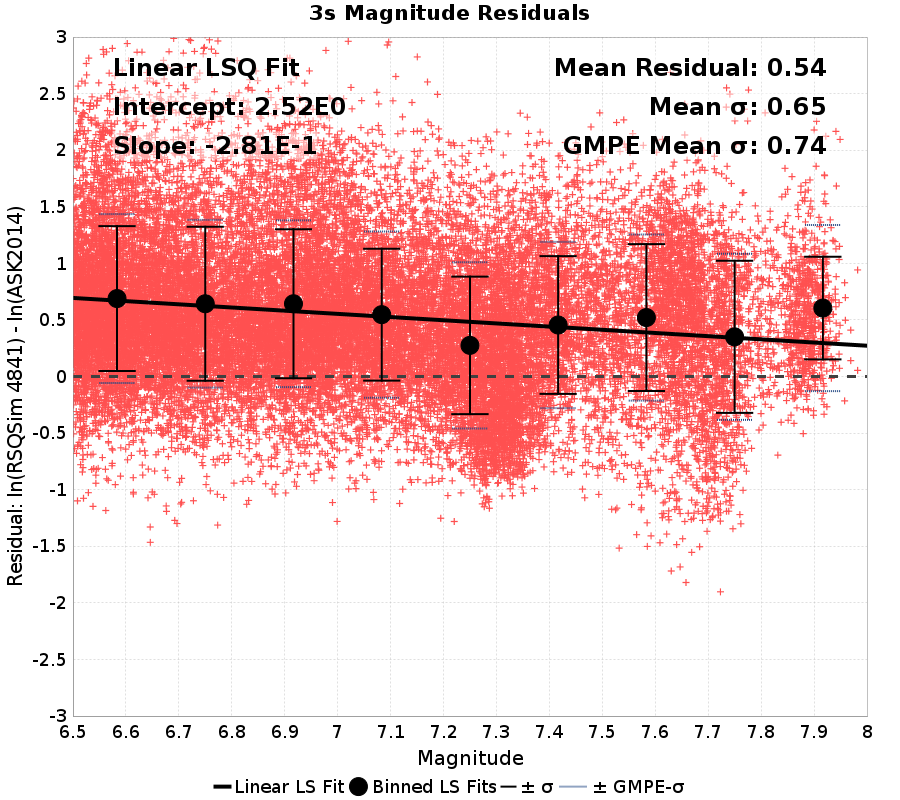 3s Magnitude Residuals
Linear LSQ Fit
Intercept: 2.52E0
Slope: -2.81E-1
Mean Residual: 0.54
Mean σ: 0.65
GMPE Mean σ: 0.74
Residual: ln(RSQSim 4841) - ln(ASK2014)
3
2.5
2
1.5
1
0.5
0
-0.5
-1
-1.5
-2
-2.5
-3
6.5 6.6 6.7 6.8 6.9 7 7.1 7.2 7.3 7.4 7.5 7.6 7.7 7.8 7.9 8
Magnitude
Linear LS Fit Binned LS Fits ± σ ± GMPE-σ